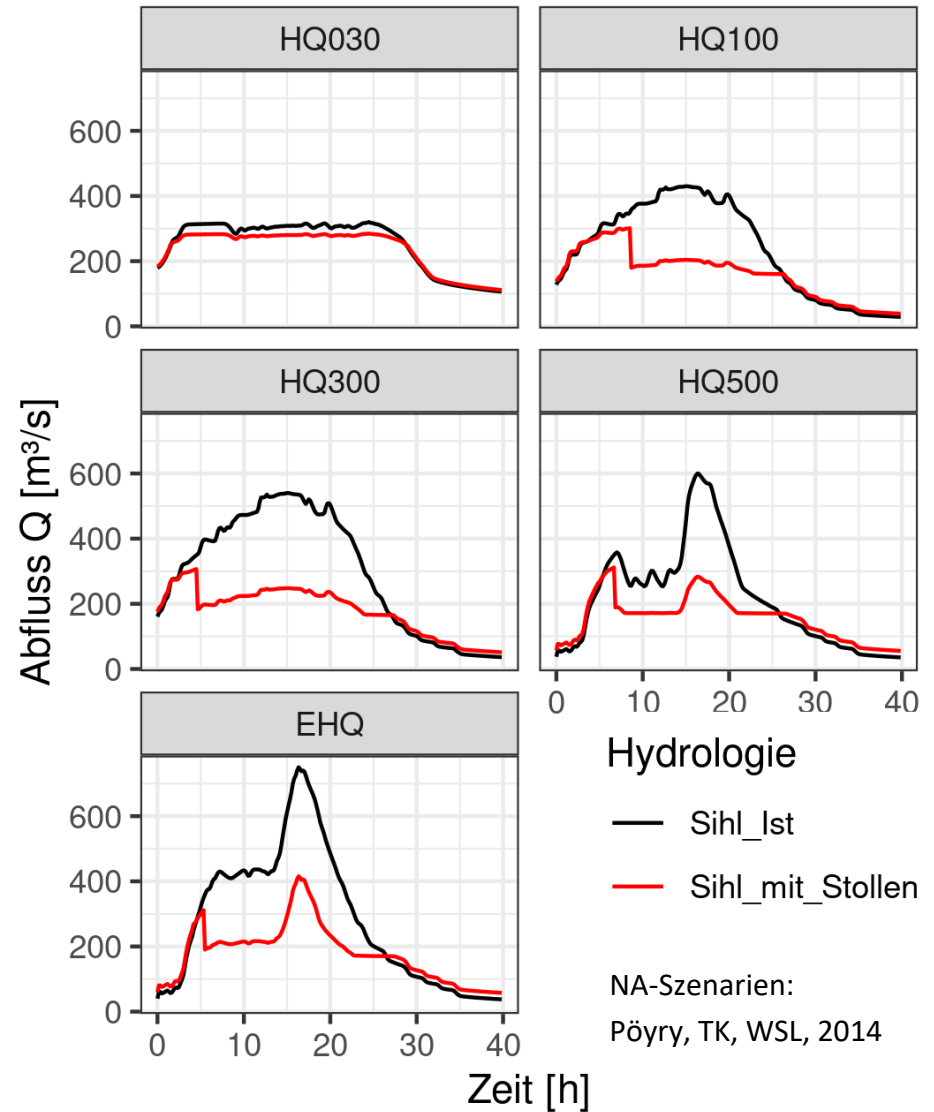 HQ030
HQ100
600
400
200
0
HQ300
HQ500
600
400
200
0
0 10 20 30 40
EHQ
600
400
200
0
0 10 20 30 40
Abfluss Q [m³/s]
Zeit [h]
Hydrologie
Sihl_Ist
Sihl_mit_Stollen
NA-Szenarien:
Pöyry, TK, WSL, 2014